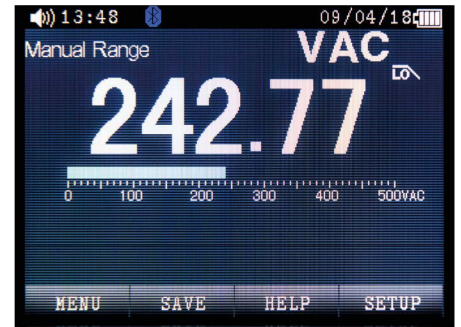 13:48 09/04/18
Manual Range VAC
LO
242.77
0 100 200 300 400 500VAC
MENU SAVE HELP SETUP